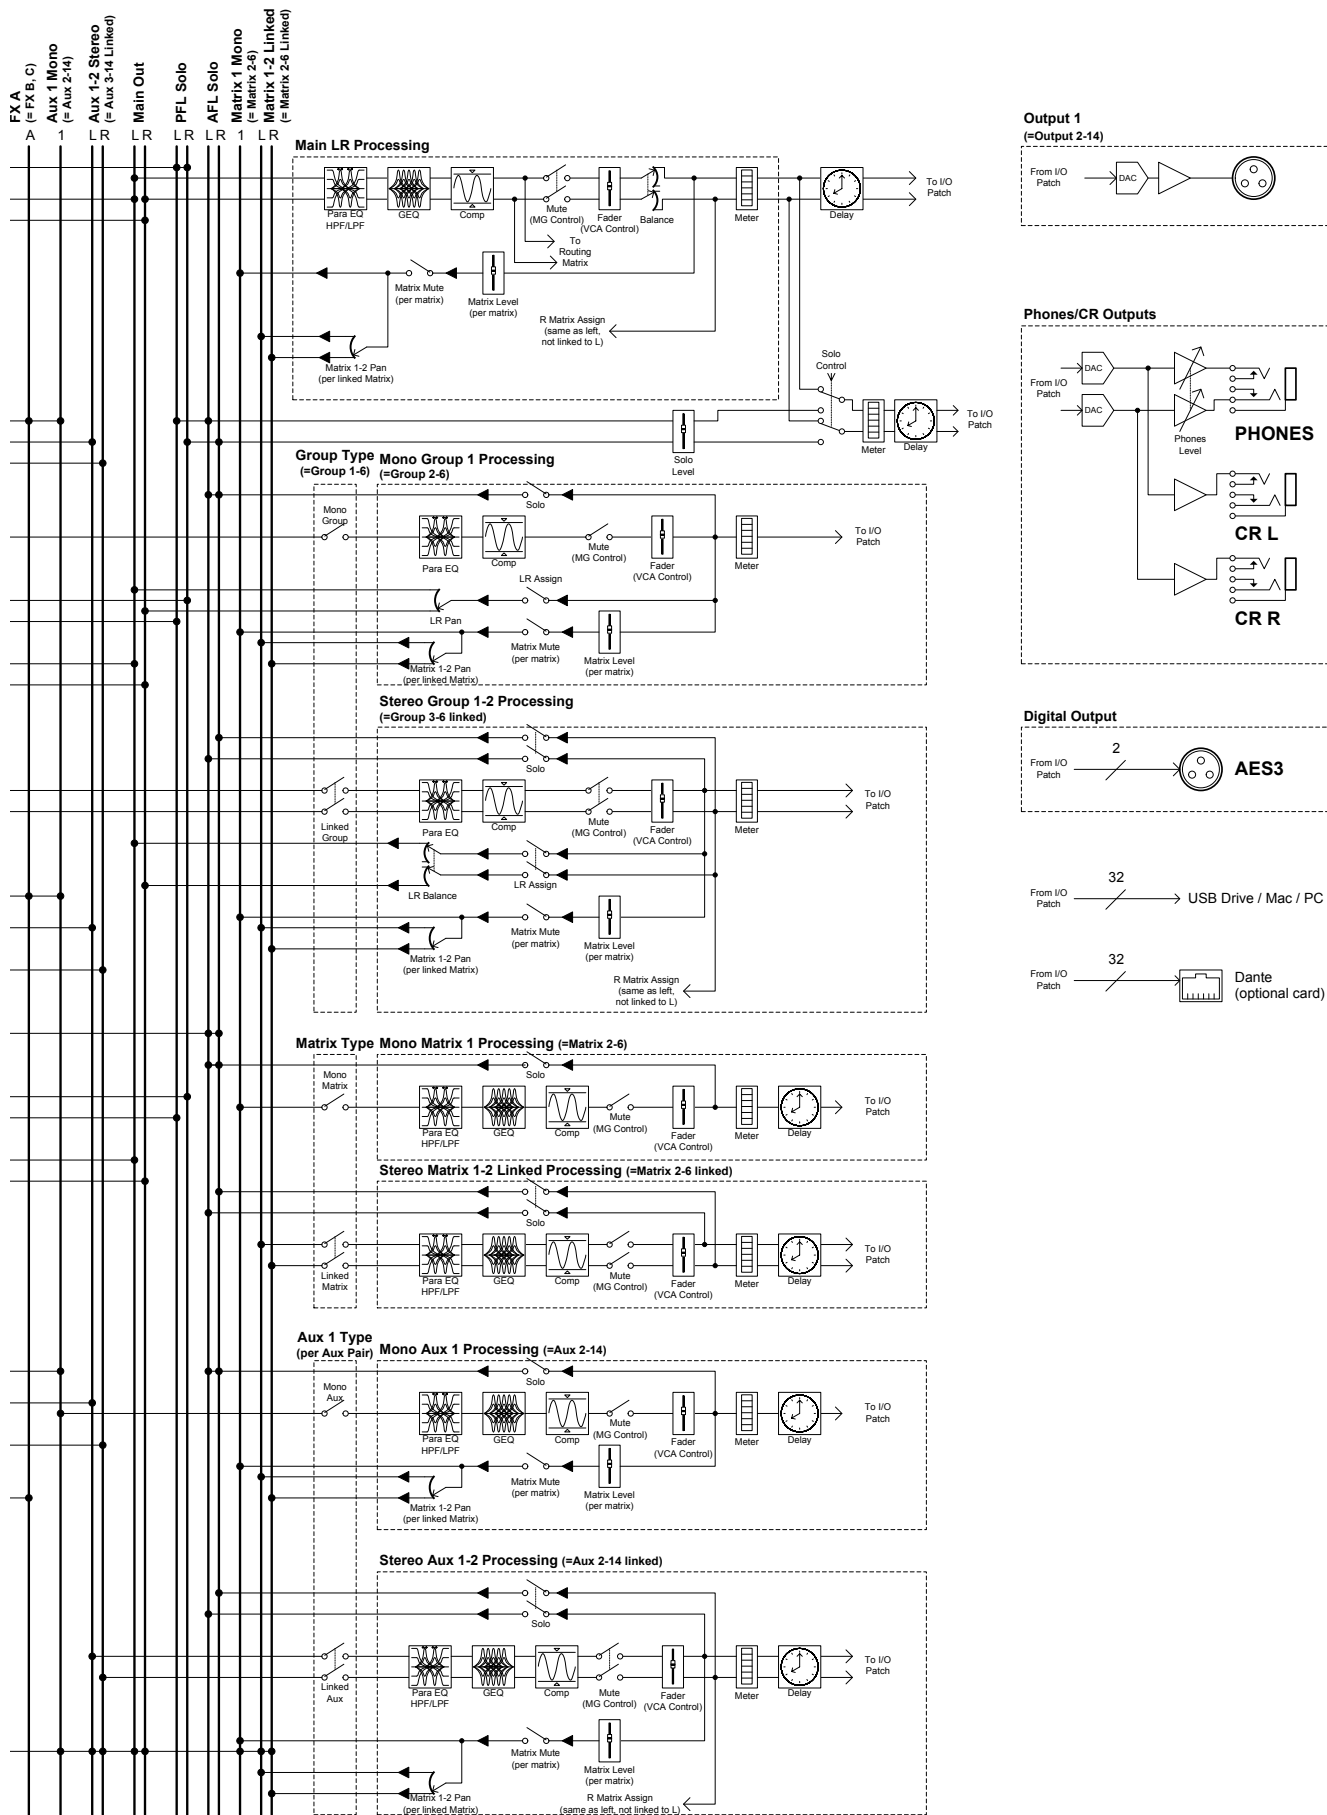 FX A
(= FX B, C)
Aux 1 Mono
(= Aux 2-14)
Aux 1-2 Stereo
(= Aux 3-14 Linked)
Main Out
PFL Solo
AFL Solo
Matrix 1 Mono
(= Matrix 2-6)
Matrix 1-2 Linked
(= Matrix 2-6 Linked)
A 1 L R L R L R L R 1 L R
Main LR Processing
Para EQ
HPF/LPF
GEQ
Comp
Mute
(MG Control)
Fader
(VCA Control)
Balance
Meter
Delay
To I/O
Patch
To
Routing
Matrix
Matrix Mute
(per matrix)
Matrix Level
(per matrix)
R Matrix Assign
(same as left,
not linked to L)
Matrix 1-2 Pan
(per linked Matrix)
Solo
Control
Solo
Level
Meter
Delay
To I/O
Patch
Group Type
(=Group 1-6)
Mono Group 1 Processing
(=Group 2-6)
Mono
Group
Solo
Para EQ
Comp
Mute
(MG Control)
Fader
(VCA Control)
Meter
To I/O
Patch
LR Assign
LR Pan
Matrix Mute
(per matrix)
Matrix Level
(per matrix)
Matrix 1-2 Pan
(per linked Matrix)
Stereo Group 1-2 Processing
(=Group 3-6 linked)
Solo
Linked
Group
Para EQ
Comp
Mute
(MG Control)
Fader
(VCA Control)
Meter
To I/O
Patch
LR Balance
LR Assign
Matrix Mute
(per matrix)
Matrix Level
(per matrix)
Matrix 1-2 Pan
(per linked Matrix)
R Matrix Assign
(same as left,
not linked to L)
Matrix Type
Mono Matrix 1 Processing (=Matrix 2-6)
Mono
Matrix
Solo
Para EQ
HPF/LPF
GEQ
Comp
Mute
(MG Control)
Fader
(VCA Control)
Meter
Delay
To I/O
Patch
Stereo Matrix 1-2 Linked Processing (=Matrix 2-6 linked)
Solo
Linked
Matrix
Para EQ
HPF/LPF
GEQ
Comp
Mute
(MG Control)
Fader
(VCA Control)
Meter
Delay
To I/O
Patch
Aux 1 Type
(per Aux Pair)
Mono Aux 1 Processing (=Aux 2-14)
Mono
Aux
Solo
Para EQ
HPF/LPF
GEQ
Comp
Mute
(MG Control)
Fader
(VCA Control)
Meter
Delay
To I/O
Patch
Matrix Mute
(per matrix)
Matrix Level
(per matrix)
Matrix 1-2 Pan
(per linked Matrix)
Stereo Aux 1-2 Processing (=Aux 2-14 linked)
Solo
Linked
Aux
Para EQ
HPF/LPF
GEQ
Comp
Mute
(MG Control)
Fader
(VCA Control)
Meter
Delay
To I/O
Patch
Matrix Mute
(per matrix)
Matrix Level
(per matrix)
Matrix 1-2 Pan
(per linked Matrix)
R Matrix Assign
(same as left, not linked to L)
Output 1
(=Output 2-14)
From I/O
Patch
DAC
Phones/CR Outputs
From I/O
Patch
DAC
DAC
Phones
Level
PHONES
CR L
CR R
Digital Output
From I/O
Patch
2
AES3
From I/O
Patch
32
USB Drive / Mac / PC
From I/O
Patch
32
Dante
(optional card)